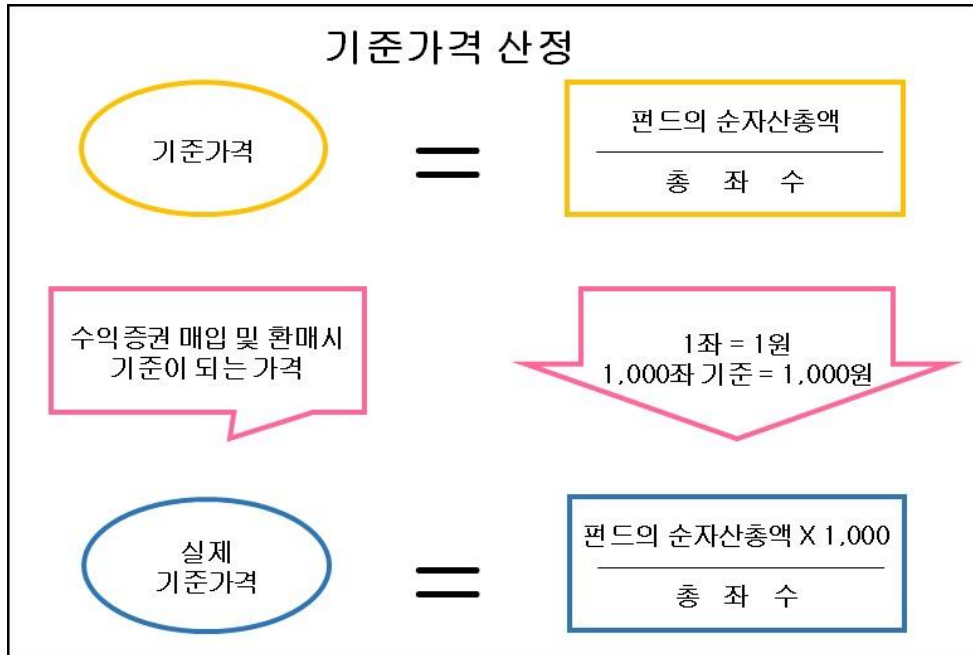 기준가격 산정
기준가격
=
펀드의 순자산총액
총 좌 수
수익증권 매입 및 환매시
기준이 되는 가격
1좌 = 1원
1,000좌 기준 = 1,000원
실제
기준가격
=
펀드의 순자산총액 X 1,000
총 좌 수